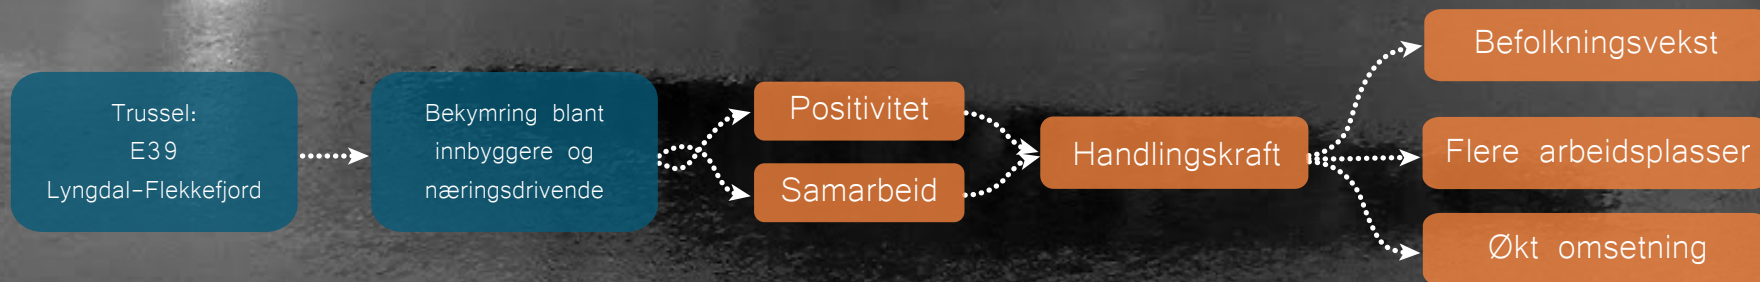 Trussel:
E39
Lyngdal-Flekkefjord
Bekymring blant
innbyggere og
næringsdrivende
Positivitet
Samarbeid
Handlingskraft
Befolkningsvekst
Flere arbeidsplasser
Økt omsetning